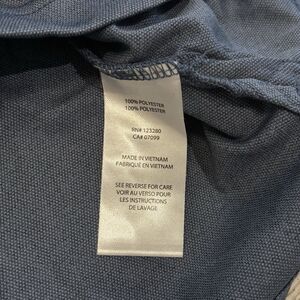 100% POLYESTER
100% POLYESTER
RN# 123280
CA# 07099
MADE IN VIETNAM
FABRIQUÉ EN VIETNAM
SEE REVERSE FOR CARE
VOIR AU VERSO POUR
LES INSTRUCTIONS
DE LAVAGE